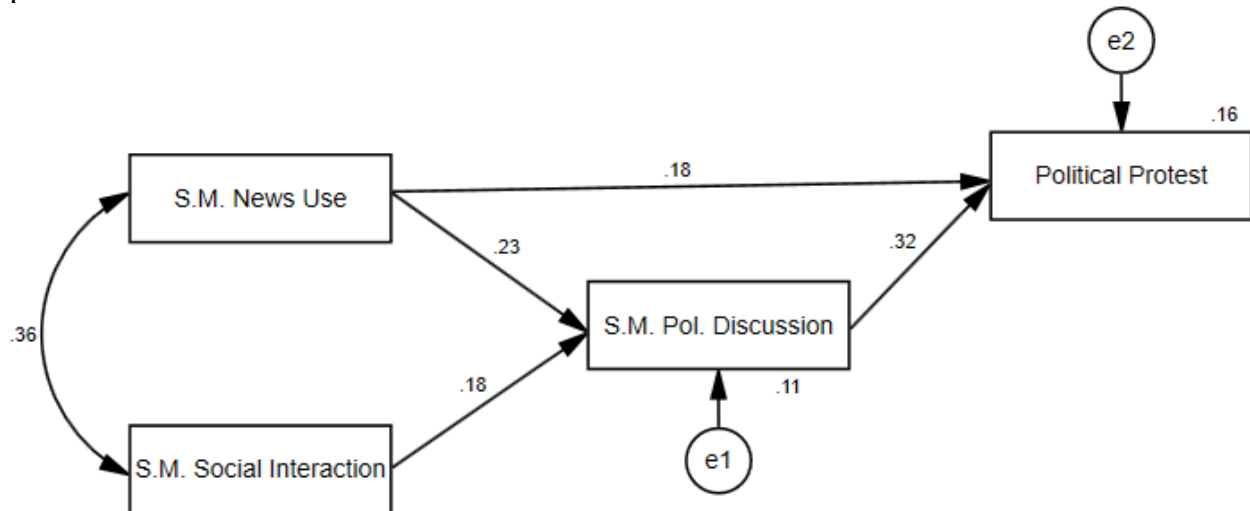 e2
.16
Political Protest
.18
S.M. News Use
.23
.32
S.M. Pol. Discussion
.36
.18
.11
e1
S.M. Social Interaction